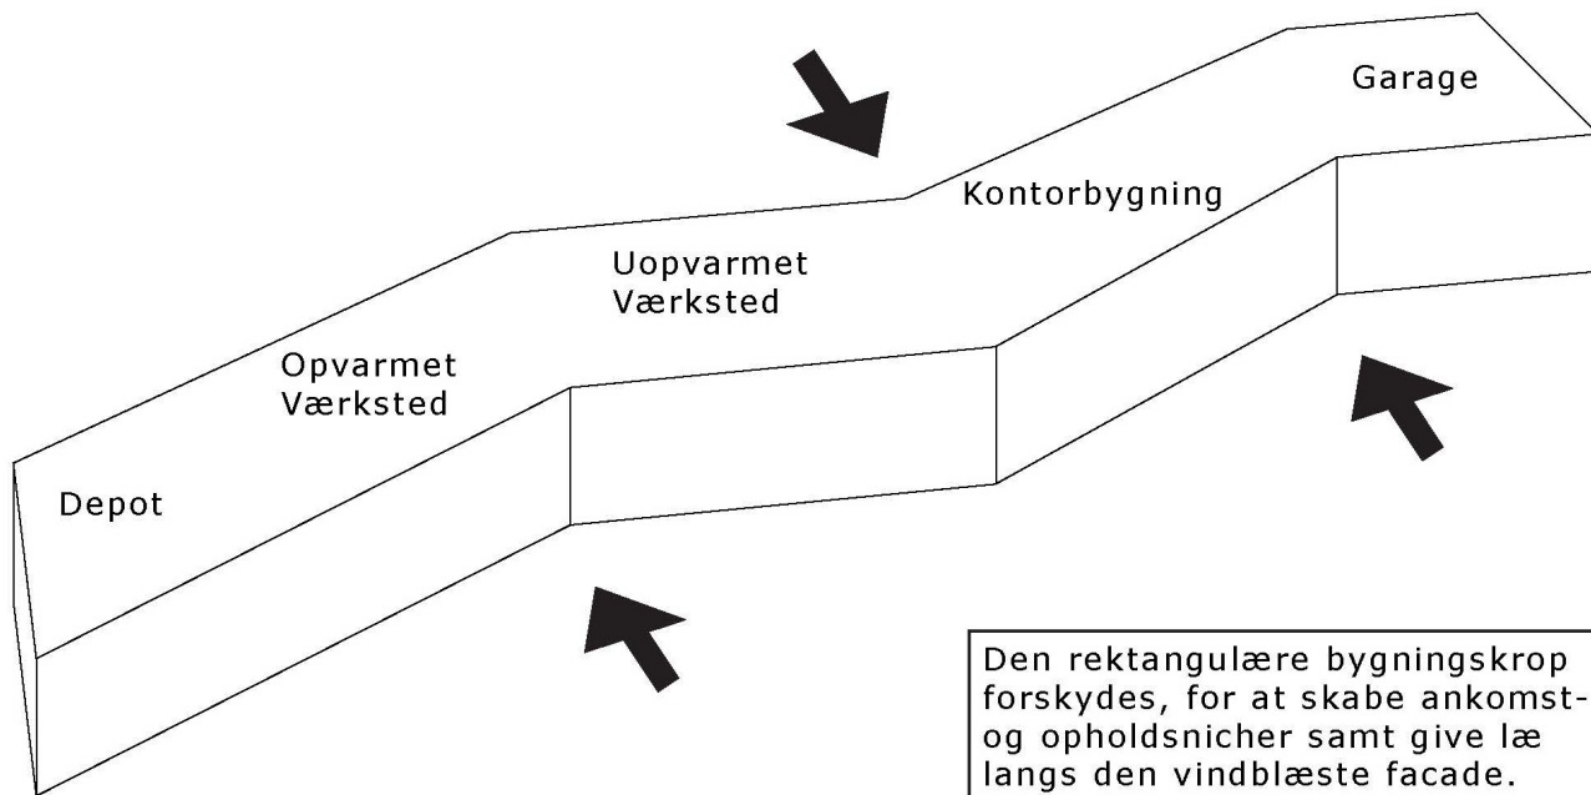 Garage
Kontorbygning
Uopvarmet
Værksted
Opvarmet
Værksted
Depot
Den rektangulære bygningskrop
forskydes, for at skabe ankomst-
og opholdsnicher samt give læ
langs den vindblæste facade.